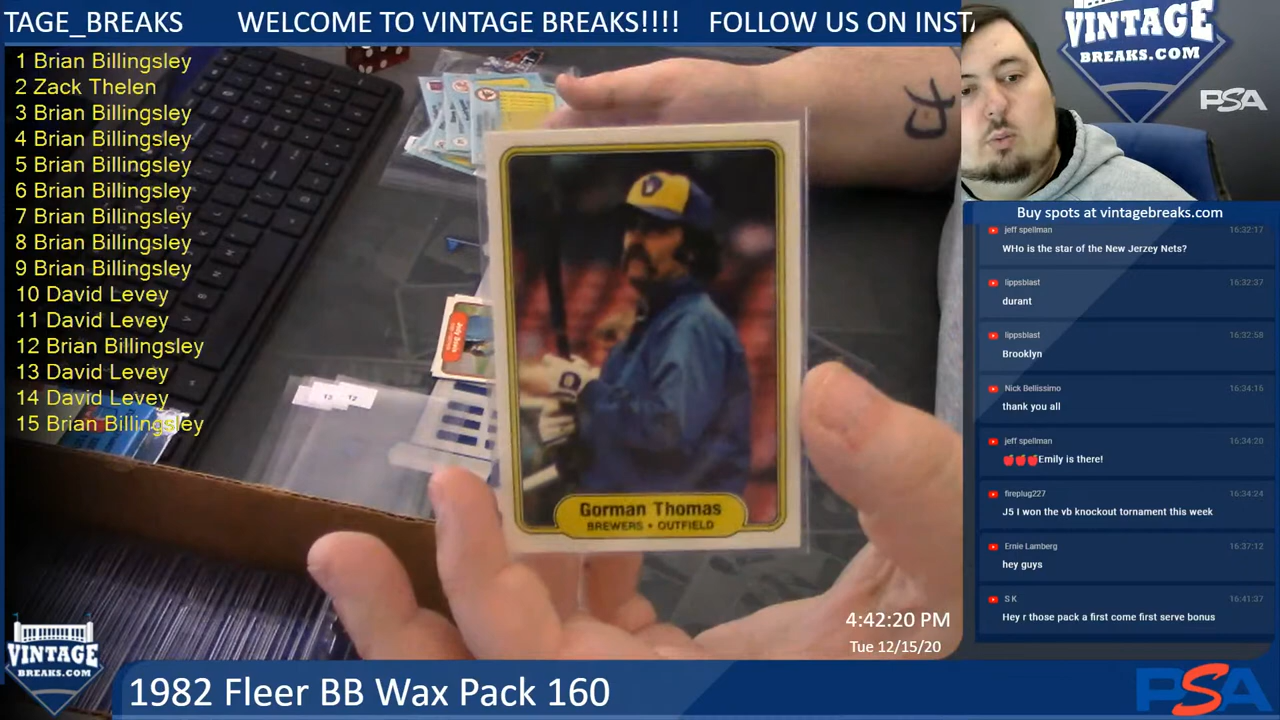 TAGE_BREAKS WELCOME TO VINTAGE BREAKS!!!! FOLLOW US ON INSTA
1 Brian Billingsley
2 Zack Thelen
3 Brian Billingsley
4 Brian Billingsley
5 Brian Billingsley
6 Brian Billingsley
7 Brian Billingsley
8 Brian Billingsley
9 Brian Billingsley
10 David Levey
11 David Levey
12 Brian Billingsley
13 David Levey
14 David Levey
15 Brian Billingsley
13 12
Jody Davis
Gorman Thomas
BREWERS • OUTFIELD
4:42:20 PM
Tue 12/15/20
VINTAGE
BREAKS.COM
PSA
Buy spots at vintagebreaks.com
jeff spellman 16:32:17
WHo is the star of the New Jerzey Nets?
lippsblast 16:32:37
durant
lippsblast 16:32:58
Brooklyn
Nick Bellissimo 16:34:16
thank you all
jeff spellman 16:34:20
🍎🍎🍎Emily is there!
fireplug227 16:34:24
J5 I won the vb knockout tornament this week
Ernie Lamberg 16:37:12
hey guys
S K 16:41:37
Hey r those pack a first come first serve bonus
VINTAGE
BREAKS.COM
1982 Fleer BB Wax Pack 160
PSA